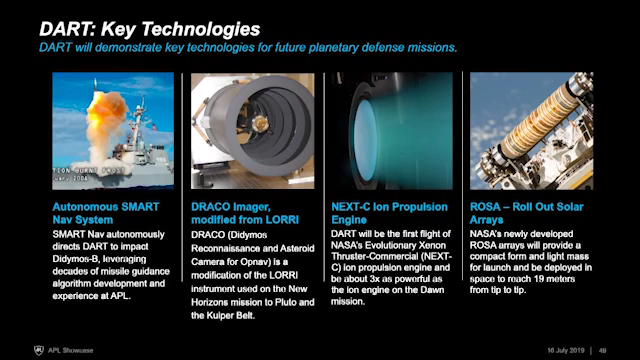 DART: Key Technologies
DART will demonstrate key technologies for future planetary defense missions.
Autonomous SMART
Nav System
SMART Nav autonomously
directs DART to impact
Didymos-B, leveraging
decades of missile guidance
algorithm development and
experience at APL.
DRACO Imager,
modified from LORRI
DRACO (Didymos
Reconnaissance and Asteroid
Camera for Opnav) is a
modification of the LORRI
instrument used on the New
Horizons mission to Pluto and
the Kuiper Belt.
NEXT-C Ion Propulsion
Engine
DART will be the first flight of
NASA's Evolutionary Xenon
Thruster-Commercial (NEXT-
C) ion propulsion engine and
be about 3x as powerful as
the ion engine on the Dawn
mission.
ROSA – Roll Out Solar
Arrays
NASA's newly developed
ROSA arrays will provide a
compact form and light mass
for launch and be deployed in
space to reach 19 meters
from tip to tip.
APL Showcase
16 July 2019